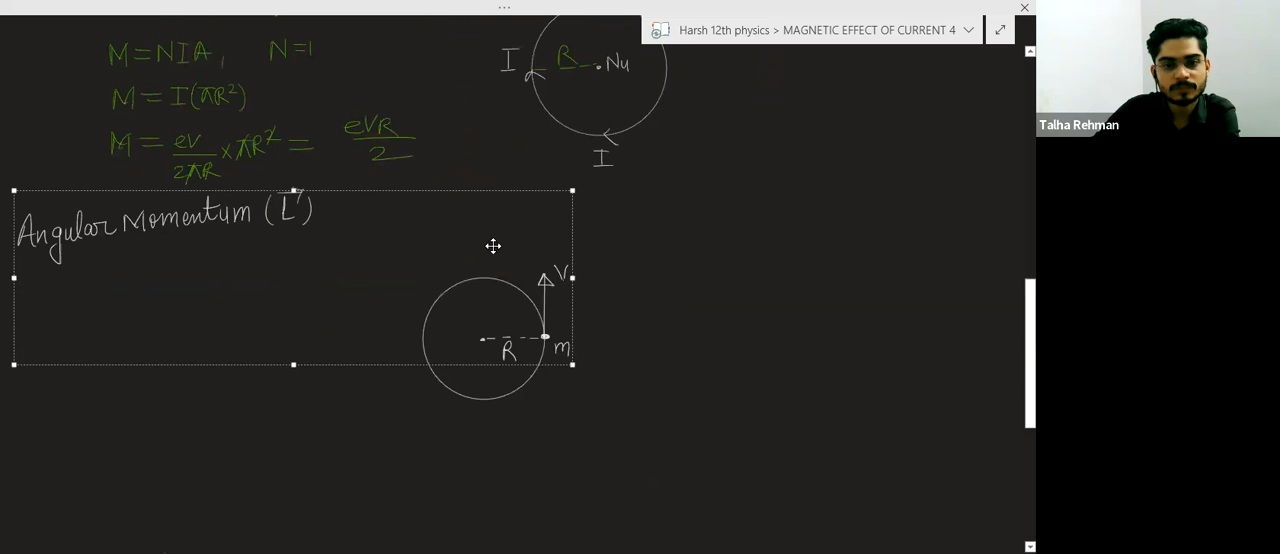 Harsh 12th physics > MAGNETIC EFFECT OF CURRENT 4
M = NIA, N = 1
I R Nu
M = I(πR²)
M = eV/2πR × πR² = eVR/2
I
Talha Rehman
Angular Momentum (L⃗)
V
R m